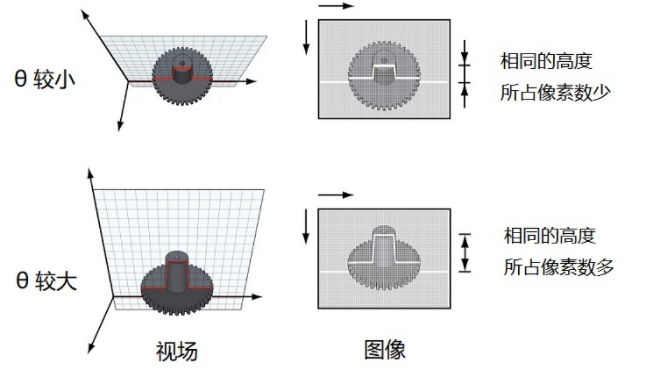 θ 较小
相同的高度
所占像素数少
θ 较大
相同的高度
所占像素数多
视场
图像